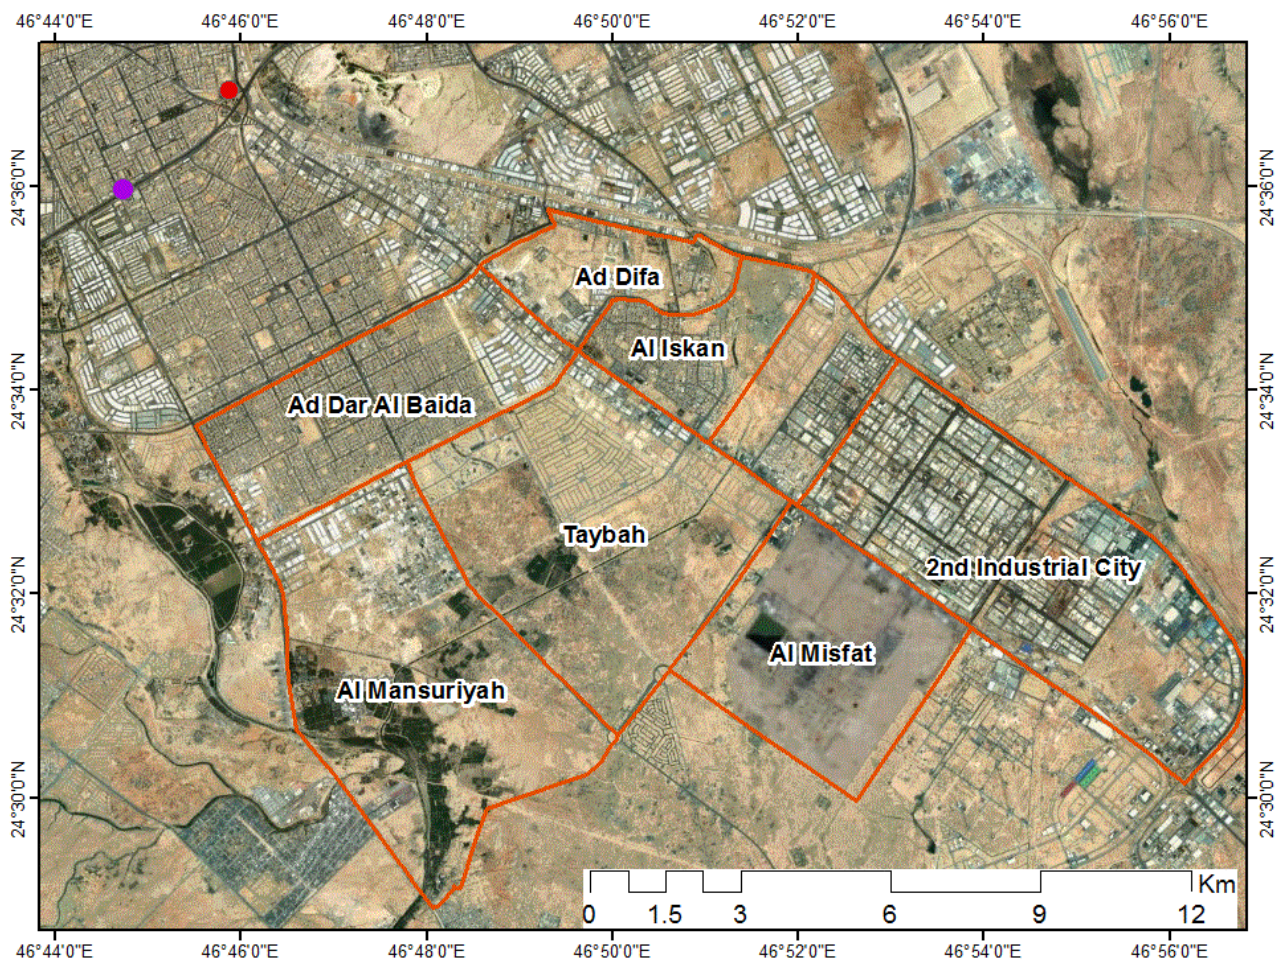 46°44'0"E 46°46'0"E 46°48'0"E 46°50'0"E 46°52'0"E 46°54'0"E 46°56'0"E
24°36'0"N 24°36'0"N
Ad Difa
Al Iskan
24°34'0"N 24°34'0"N
Ad Dar Al Baida
Taybah
2nd Industrial City
24°32'0"N 24°32'0"N
Al Misfat
Al Mansuriyah
24°30'0"N 24°30'0"N
Km
0 1.5 3 6 9 12
46°44'0"E 46°46'0"E 46°48'0"E 46°50'0"E 46°52'0"E 46°54'0"E 46°56'0"E